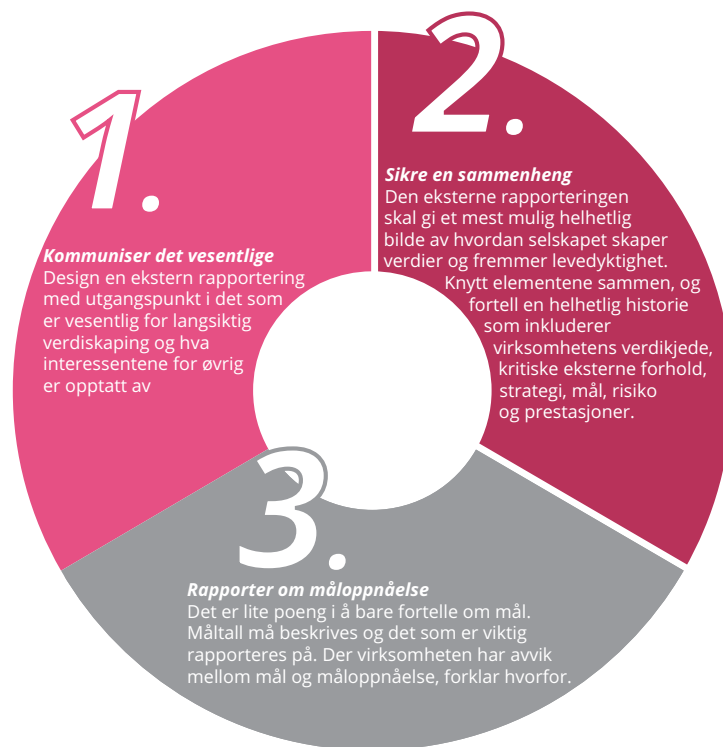 1.
Kommuniser det vesentlige
Design en ekstern rapportering
med utgangspunkt i det som
er vesentlig for langsiktig
verdiskaping og hva
interessentene for øvrig
er opptatt av
2.
Sikre en sammenheng
Den eksterne rapporteringen
skal gi et mest mulig helhetlig
bilde av hvordan selskapet skaper
verdier og fremmer levedyktighet.
Knytt elementene sammen, og
fortell en helhetlig historie
som inkluderer
virksomhetens verdikjede,
kritiske eksterne forhold,
strategi, mål, risiko
og prestasjoner.
3.
Rapporter om måloppnåelse
Det er lite poeng i å bare fortelle om mål.
Måltall må beskrives og det som er viktig
rapporteres på. Der virksomheten har avvik
mellom mål og måloppnåelse, forklar hvorfor.